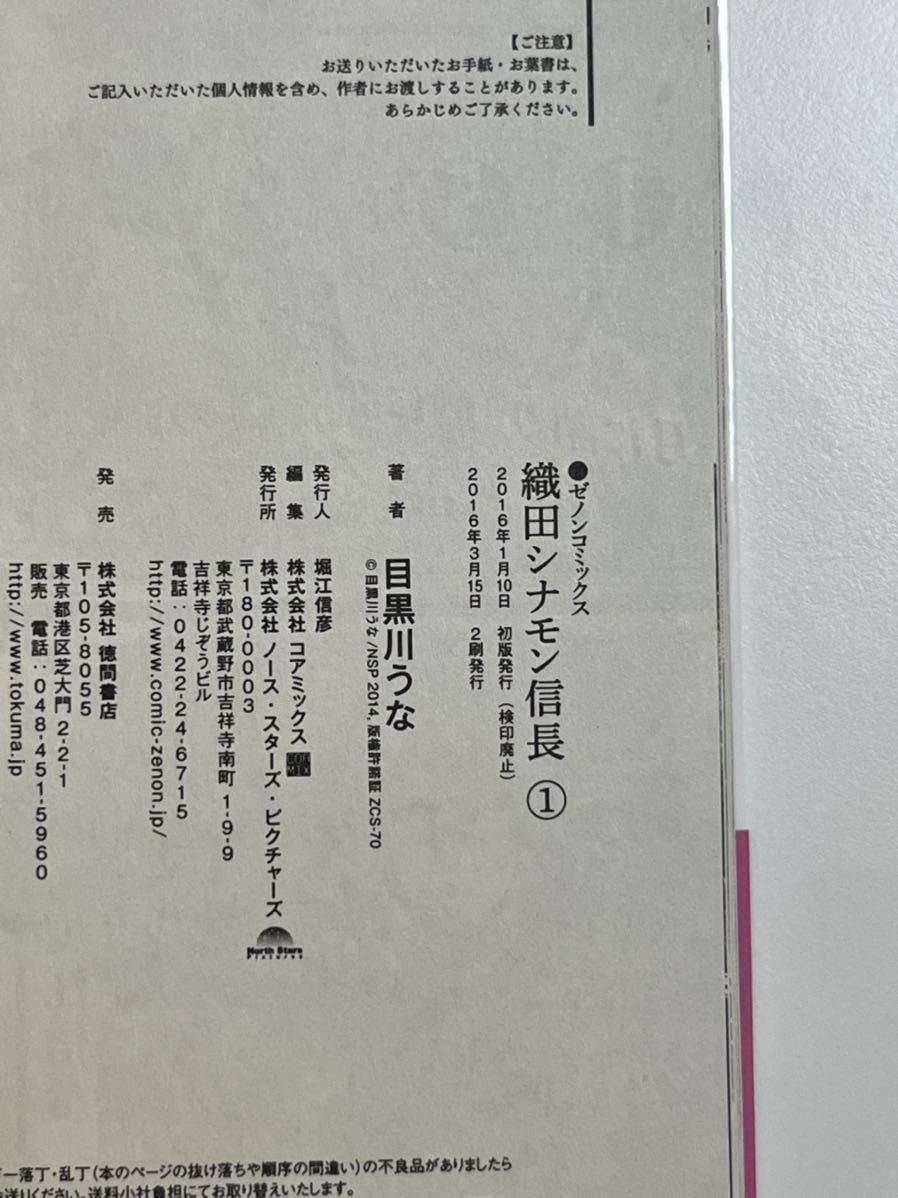 【ご注意】
お送りいただいたお手紙・お葉書は、
ご記入いただいた個人情報を含め、作者にお渡しすることがあります。
あらかじめご了承ください。
●ゼノンコミックス
織田シナモン信長 ①
2016年1月10日 初版発行（検印廃止）
2016年3月15日 2刷発行
著者 目黒川うな
©目黒川うな/NSP 2014, 版権許諾証 ZCS-70
発行人 堀江信彦
編集 株式会社 コアミックス
発行所 株式会社 ノース・スターズ・ピクチャーズ
North Stars Pictures
〒180-0003
東京都武蔵野市吉祥寺南町 1-9-9
吉祥寺じぞうビル
電話：0422-24-6715
http://www.comic-zenon.jp/
発売 株式会社 徳間書店
〒105-8055
東京都港区芝大門 2-2-1
販売 電話：048-451-5960
http://www.tokuma.jp
一落丁・乱丁(本のページの抜け落ちや順序の間違い)の不良品がありましたら
送りください。送料小社負担にてお取り替えいたします。